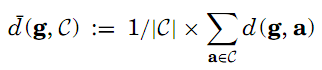 d̄(𝐠, 𝒞) := 1/|𝒞| × ∑_{𝐚∈𝒞} d(𝐠, 𝐚)